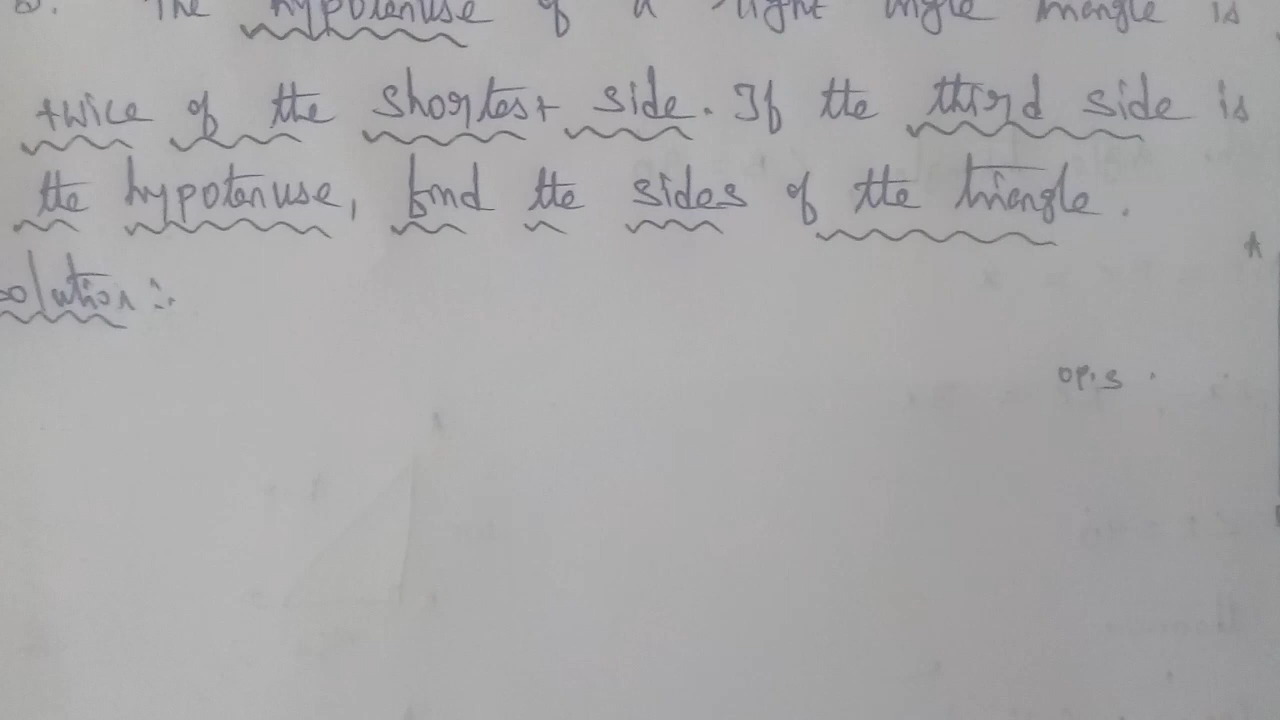 The hypotenuse of a right angle triangle is
twice of the shortest side. If the third side is
the hypotenuse, find the sides of the triangle.
Solution :-
OP.S